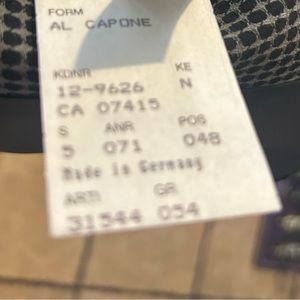 FORM
AL CAPONE
KDNR KE
12-9626 N
CA 07415
S ANR POS
5 071 048
Made in Germany
ARTI GR
31544 054